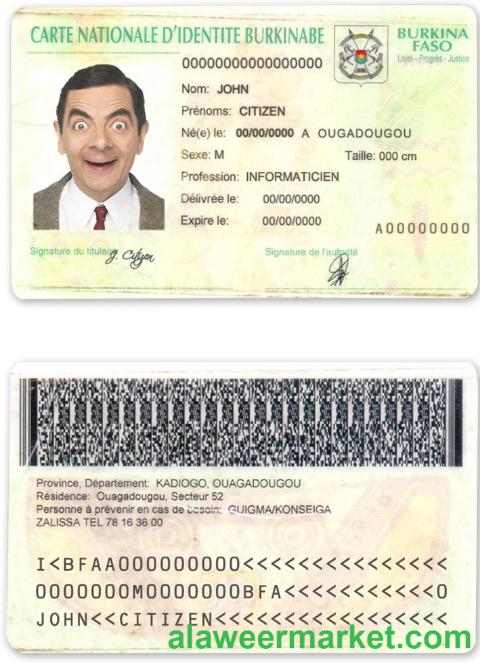 CARTE NATIONALE D'IDENTITE BURKINABE
BURKINA FASO
Unité - Progrès - Justice
00000000000000000
Nom: JOHN
Prénoms: CITIZEN
Né(e) le: 00/00/0000 A OUGADOUGOU
Sexe: M Taille: 000 cm
Profession: INFORMATICIEN
Délivrée le: 00/00/0000
Expire le: 00/00/0000
A00000000
Signature du titulaire Signature de l'autorité
J. Citizen
Province, Département: KADIOGO, OUAGADOUGOU
Résidence: Ouagadougou, Secteur 52
Personne à prévenir en cas de besoin: GUIGMA/KONSEIGA
ZALISSA TEL 78 16 36 00
I<BFAA0000000000<<<<<<<<<<<<<<<
0000000M0000000BFA<<<<<<<<<<<0
JOHN<<CITIZEN<<<<<<<<<<<<<<<<<
alaweermarket.com